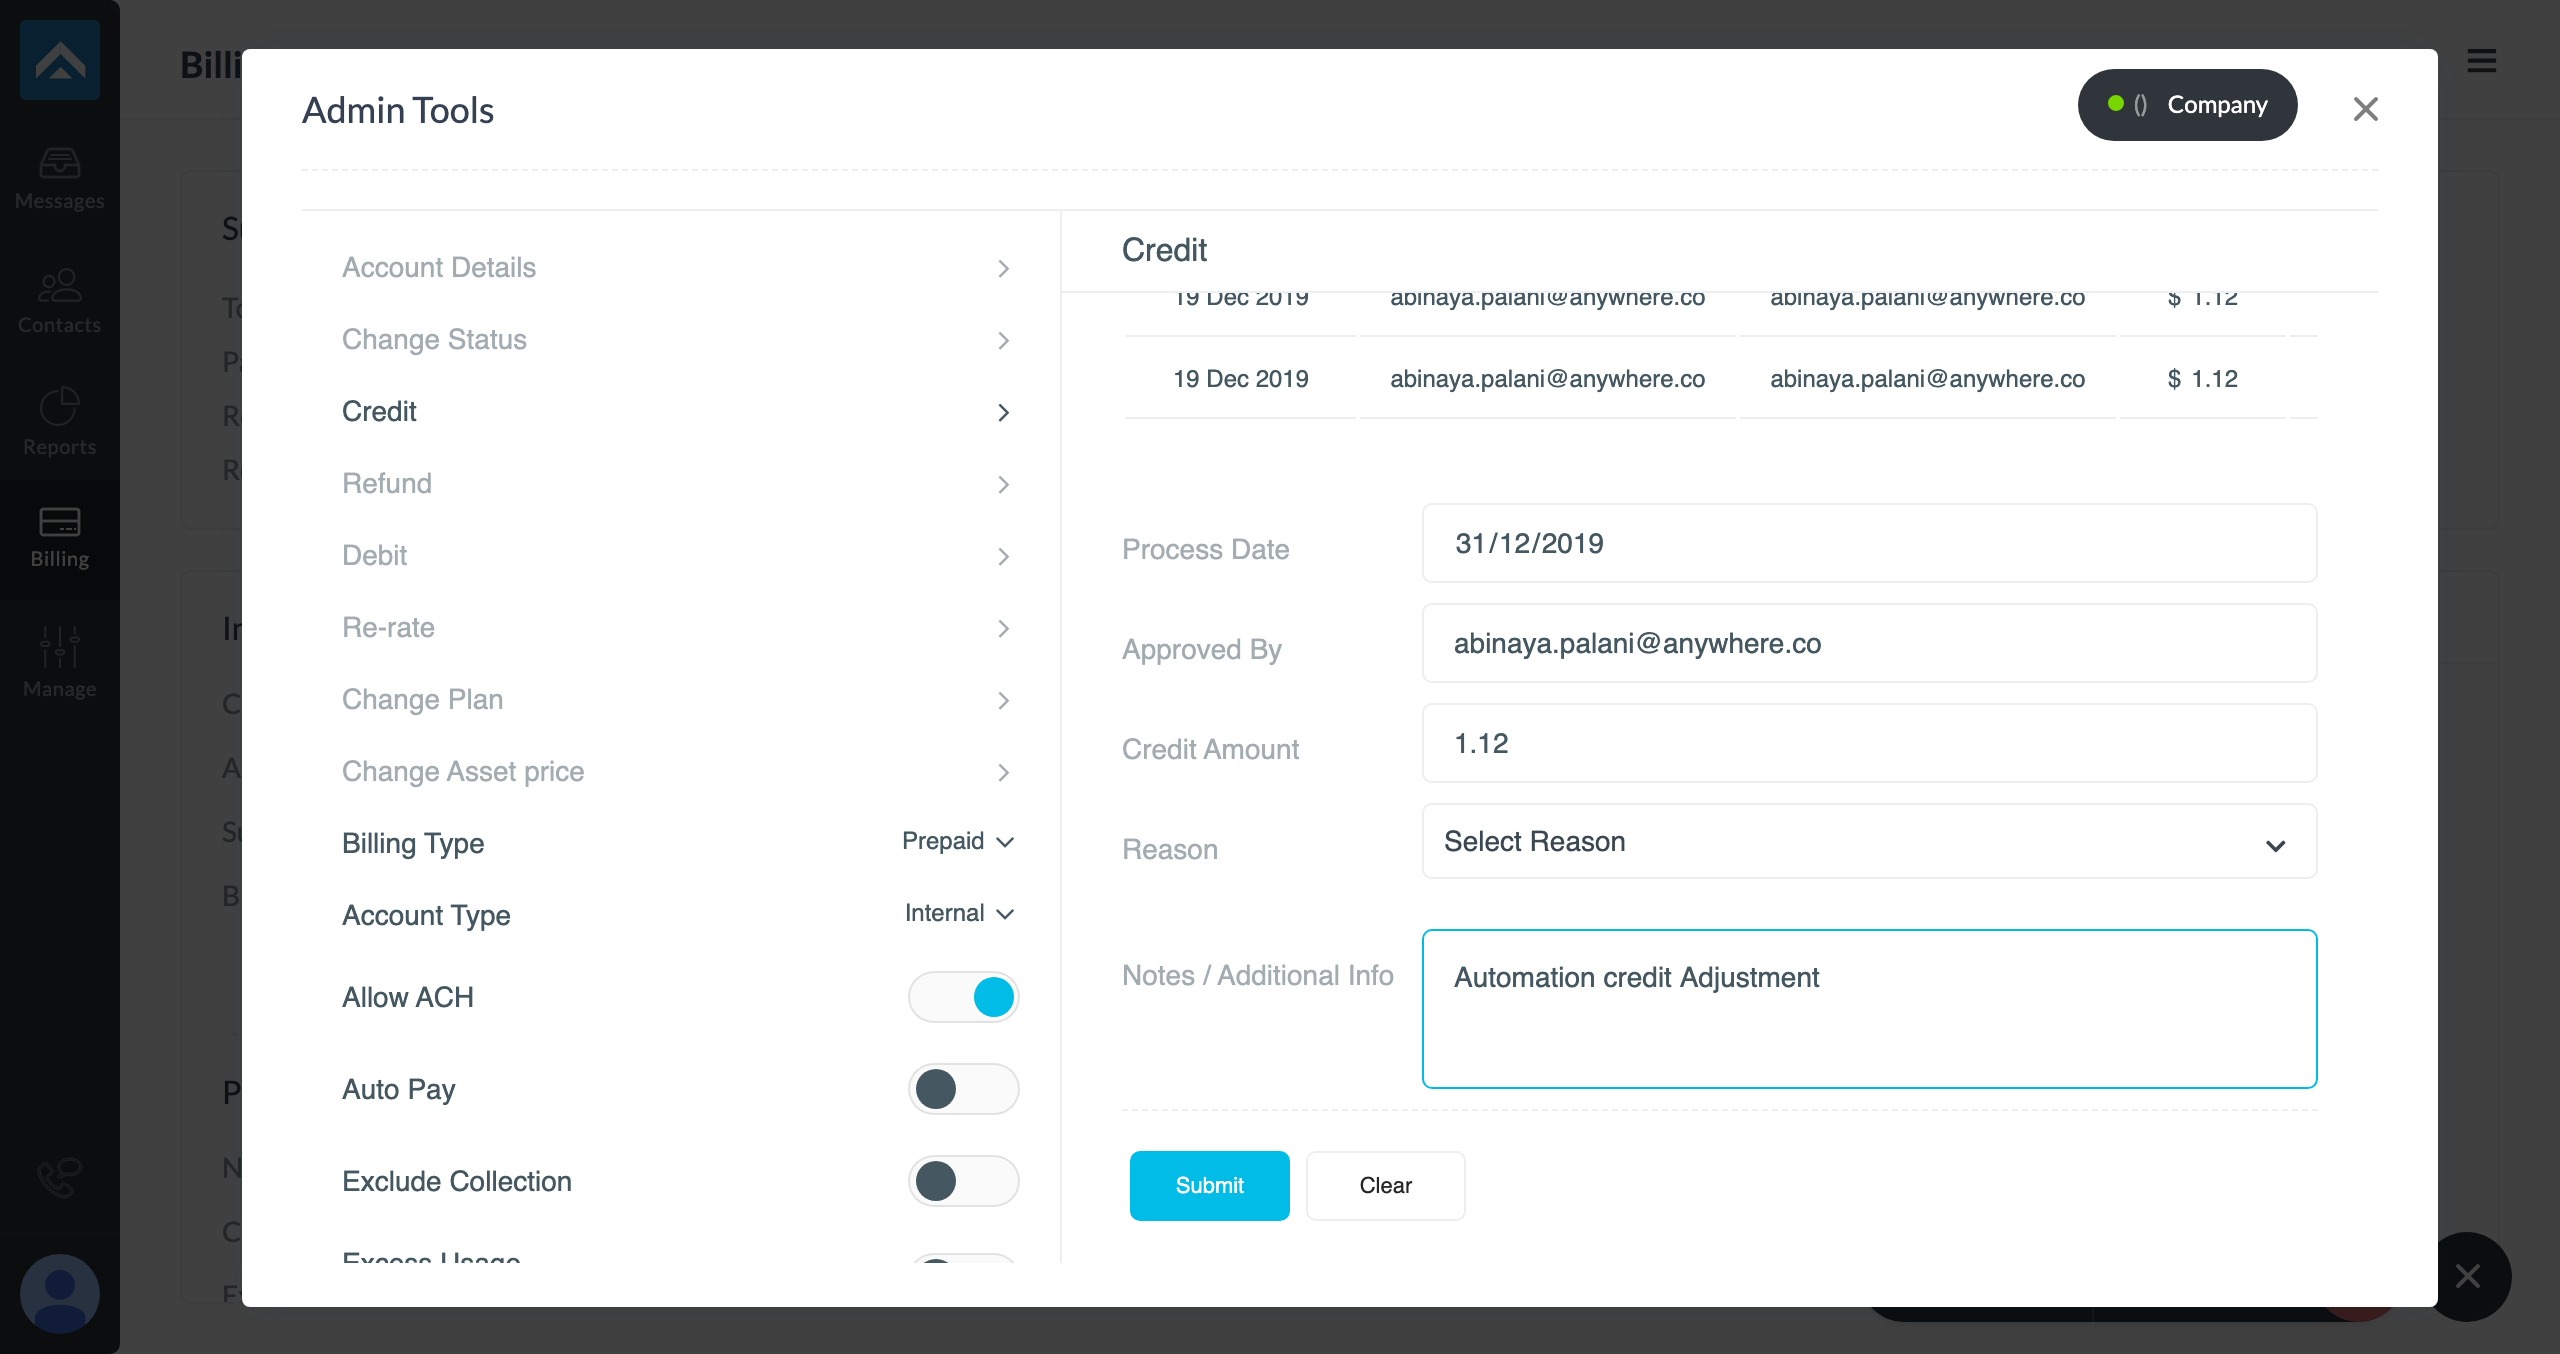 Billi
Admin Tools
() Company
Messages
Contacts
Reports
Billing
Manage
Account Details
Change Status
Credit
Refund
Debit
Re-rate
Change Plan
Change Asset price
Billing Type Prepaid
Account Type Internal
Allow ACH
Auto Pay
Exclude Collection
Excess Usage
Credit
19 Dec 2019 abinaya.palani@anywhere.co abinaya.palani@anywhere.co $ 1.12
19 Dec 2019 abinaya.palani@anywhere.co abinaya.palani@anywhere.co $ 1.12
Process Date 31/12/2019
Approved By abinaya.palani@anywhere.co
Credit Amount 1.12
Reason Select Reason
Notes / Additional Info Automation credit Adjustment
Submit Clear